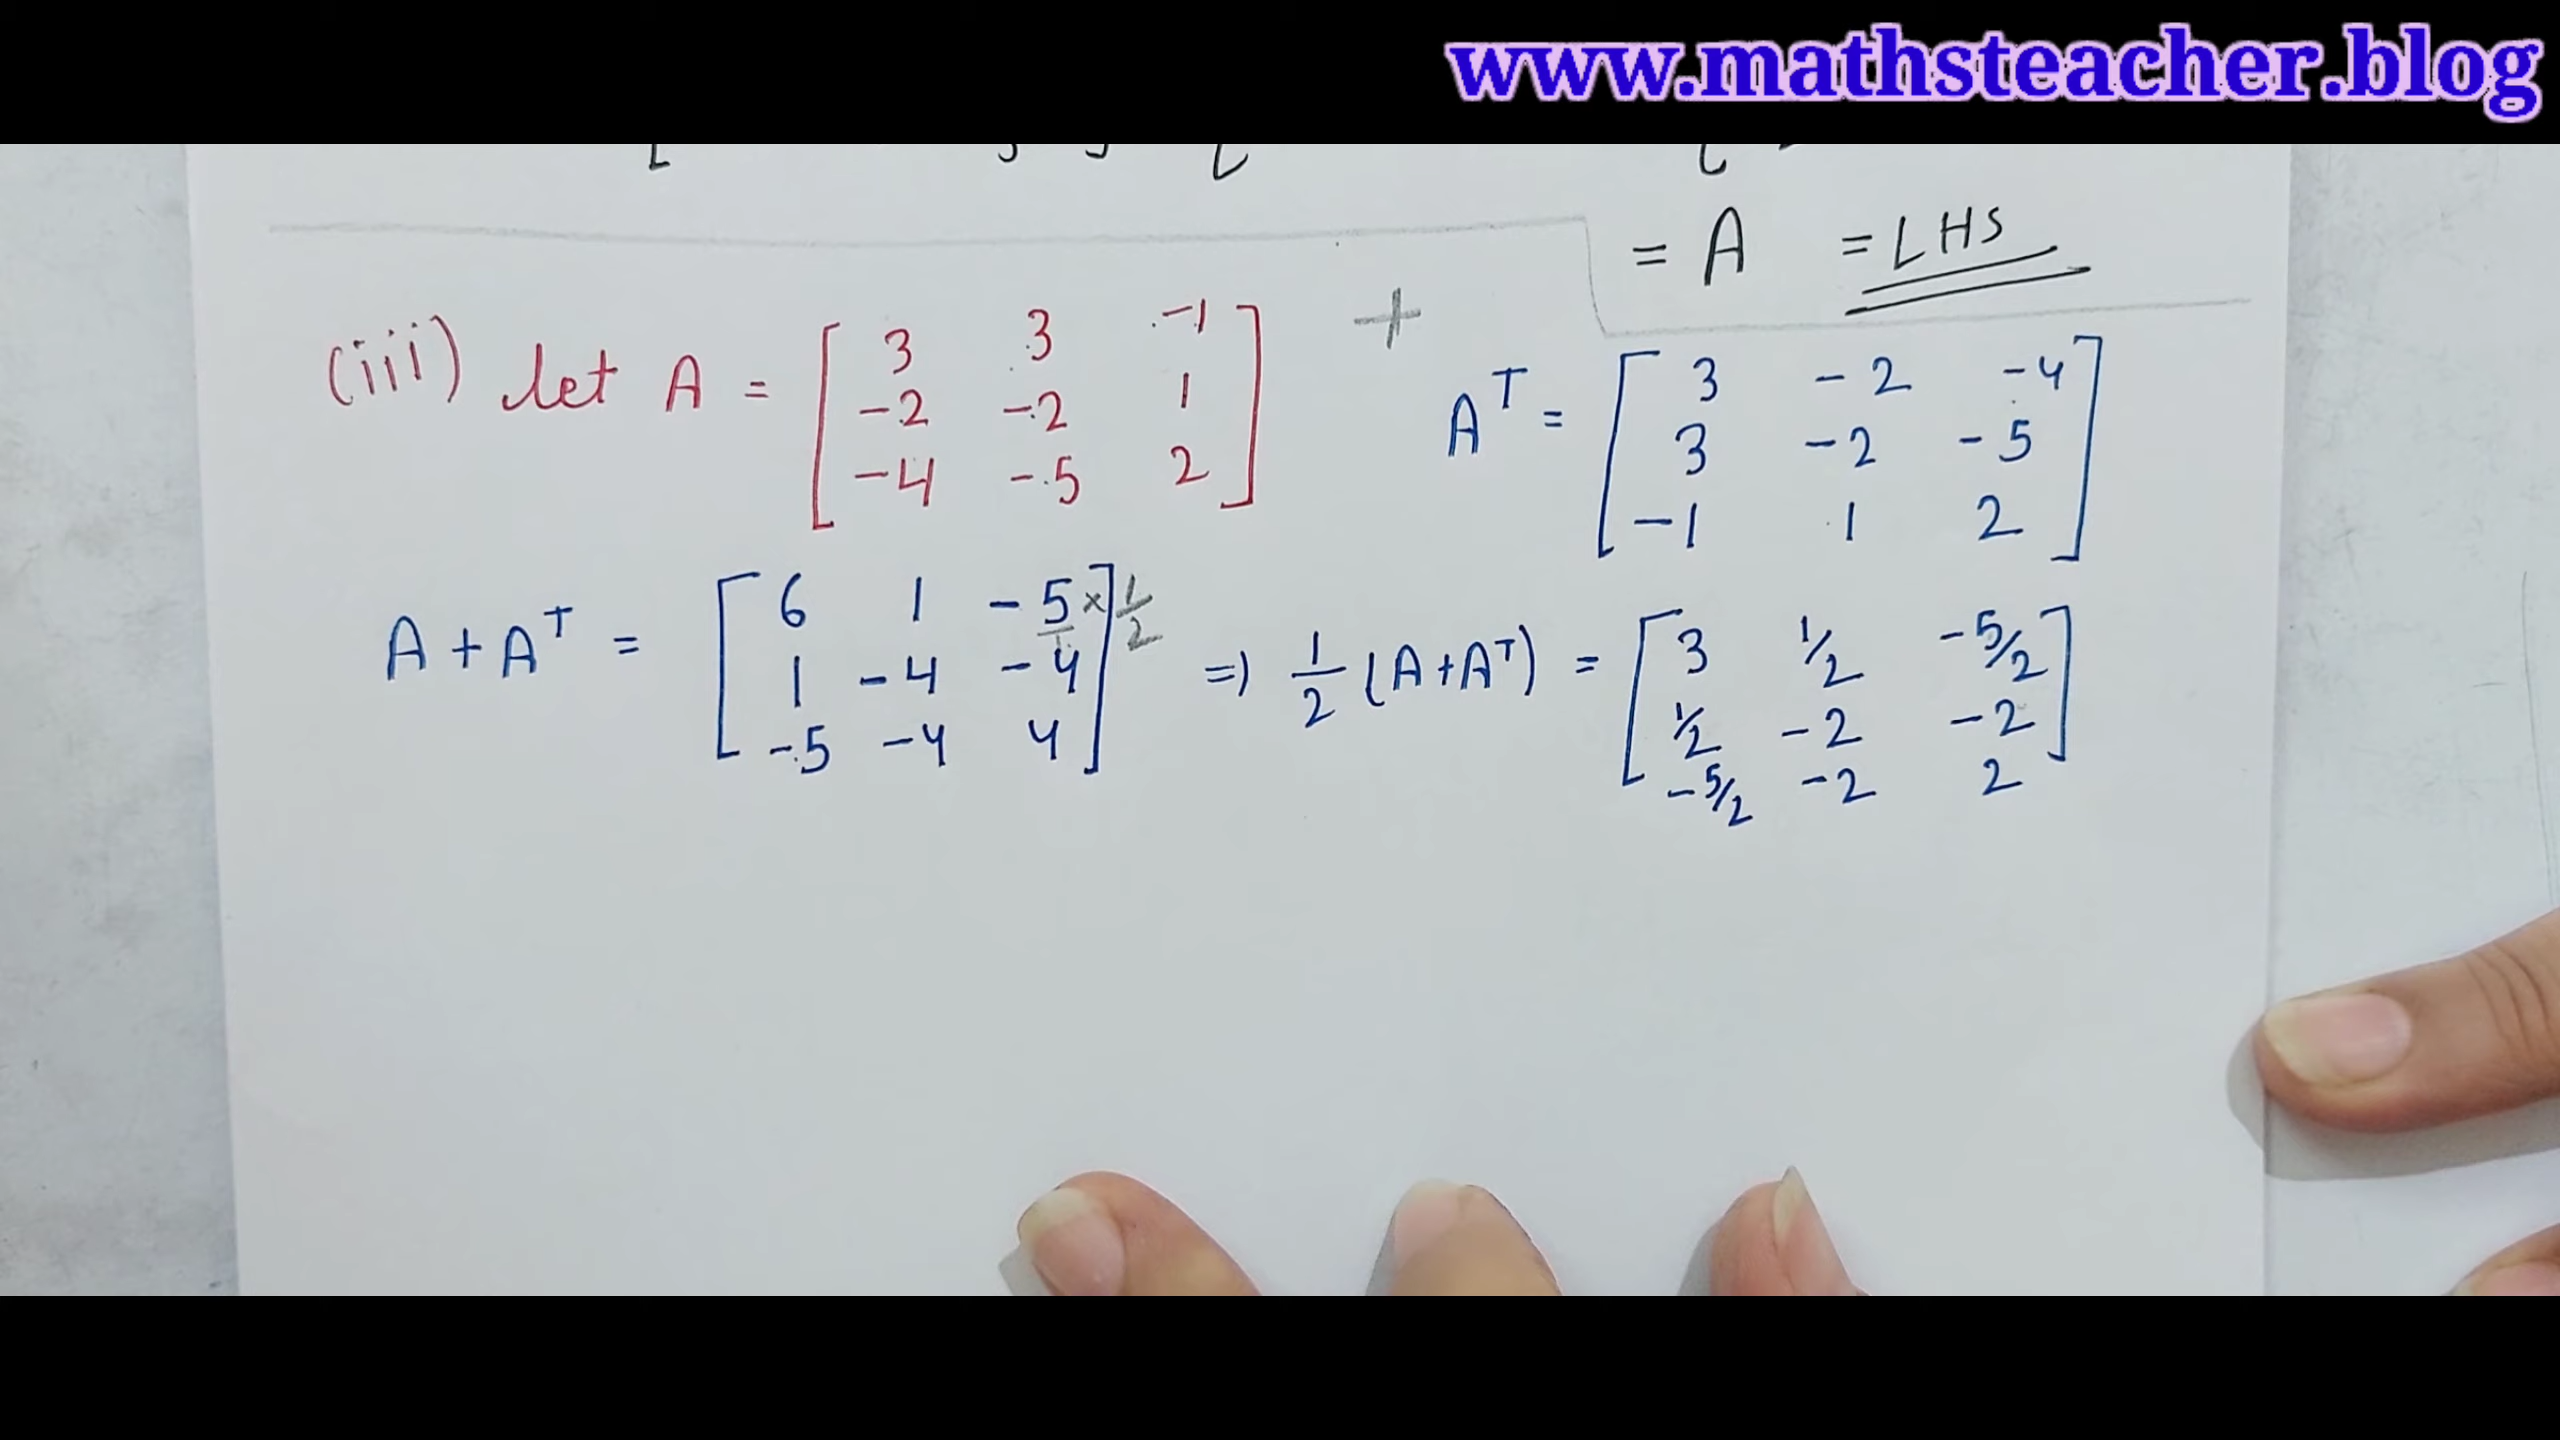 www.mathsteacher.blog
= A = LHS
(iii) let A = [ 3 3 -1
-2 -2 1
-4 -5 2 ]
+
A^T = [ 3 -2 -4
3 -2 -5
-1 1 2 ]
A + A^T = [ 6 1 -5/1 × 1/2
1 -4 -4
-5 -4 4 ]
=> 1/2 (A + A^T) = [ 3 1/2 -5/2
1/2 -2 -2
-5/2 -2 2 ]